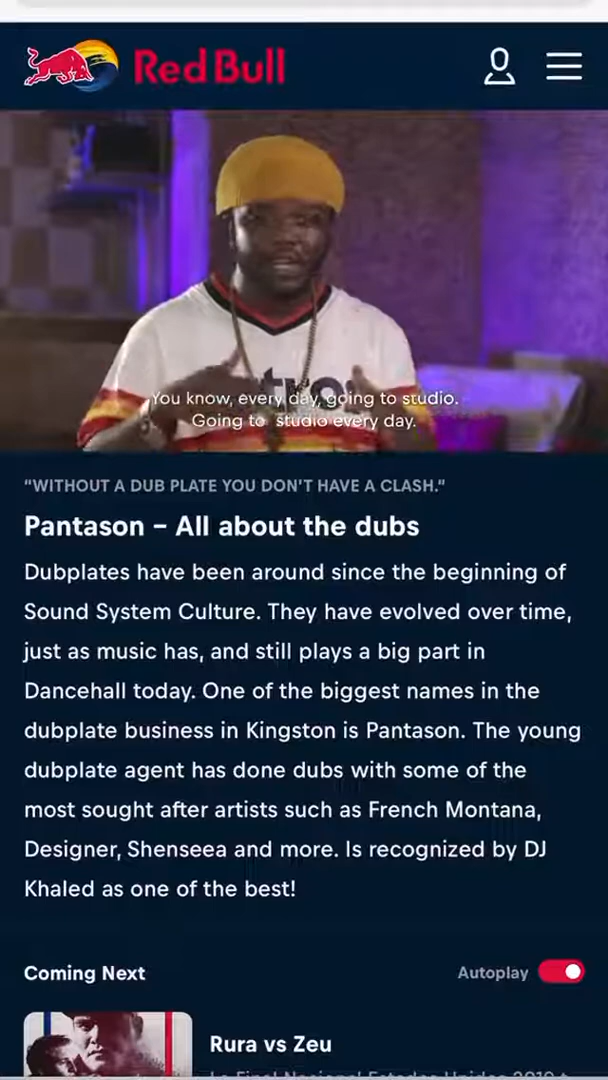 Red Bull
tros
You know, every day, going to studio.
Going to studio every day.
"WITHOUT A DUB PLATE YOU DON'T HAVE A CLASH."
Pantason – All about the dubs
Dubplates have been around since the beginning of
Sound System Culture. They have evolved over time,
just as music has, and still plays a big part in
Dancehall today. One of the biggest names in the
dubplate business in Kingston is Pantason. The young
dubplate agent has done dubs with some of the
most sought after artists such as French Montana,
Designer, Shenseea and more. Is recognized by DJ
Khaled as one of the best!
Coming Next
Autoplay
Rura vs Zeu